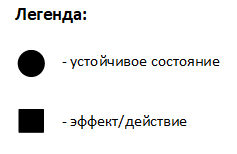 Легенда:
- устойчивое состояние
- эффект/действие